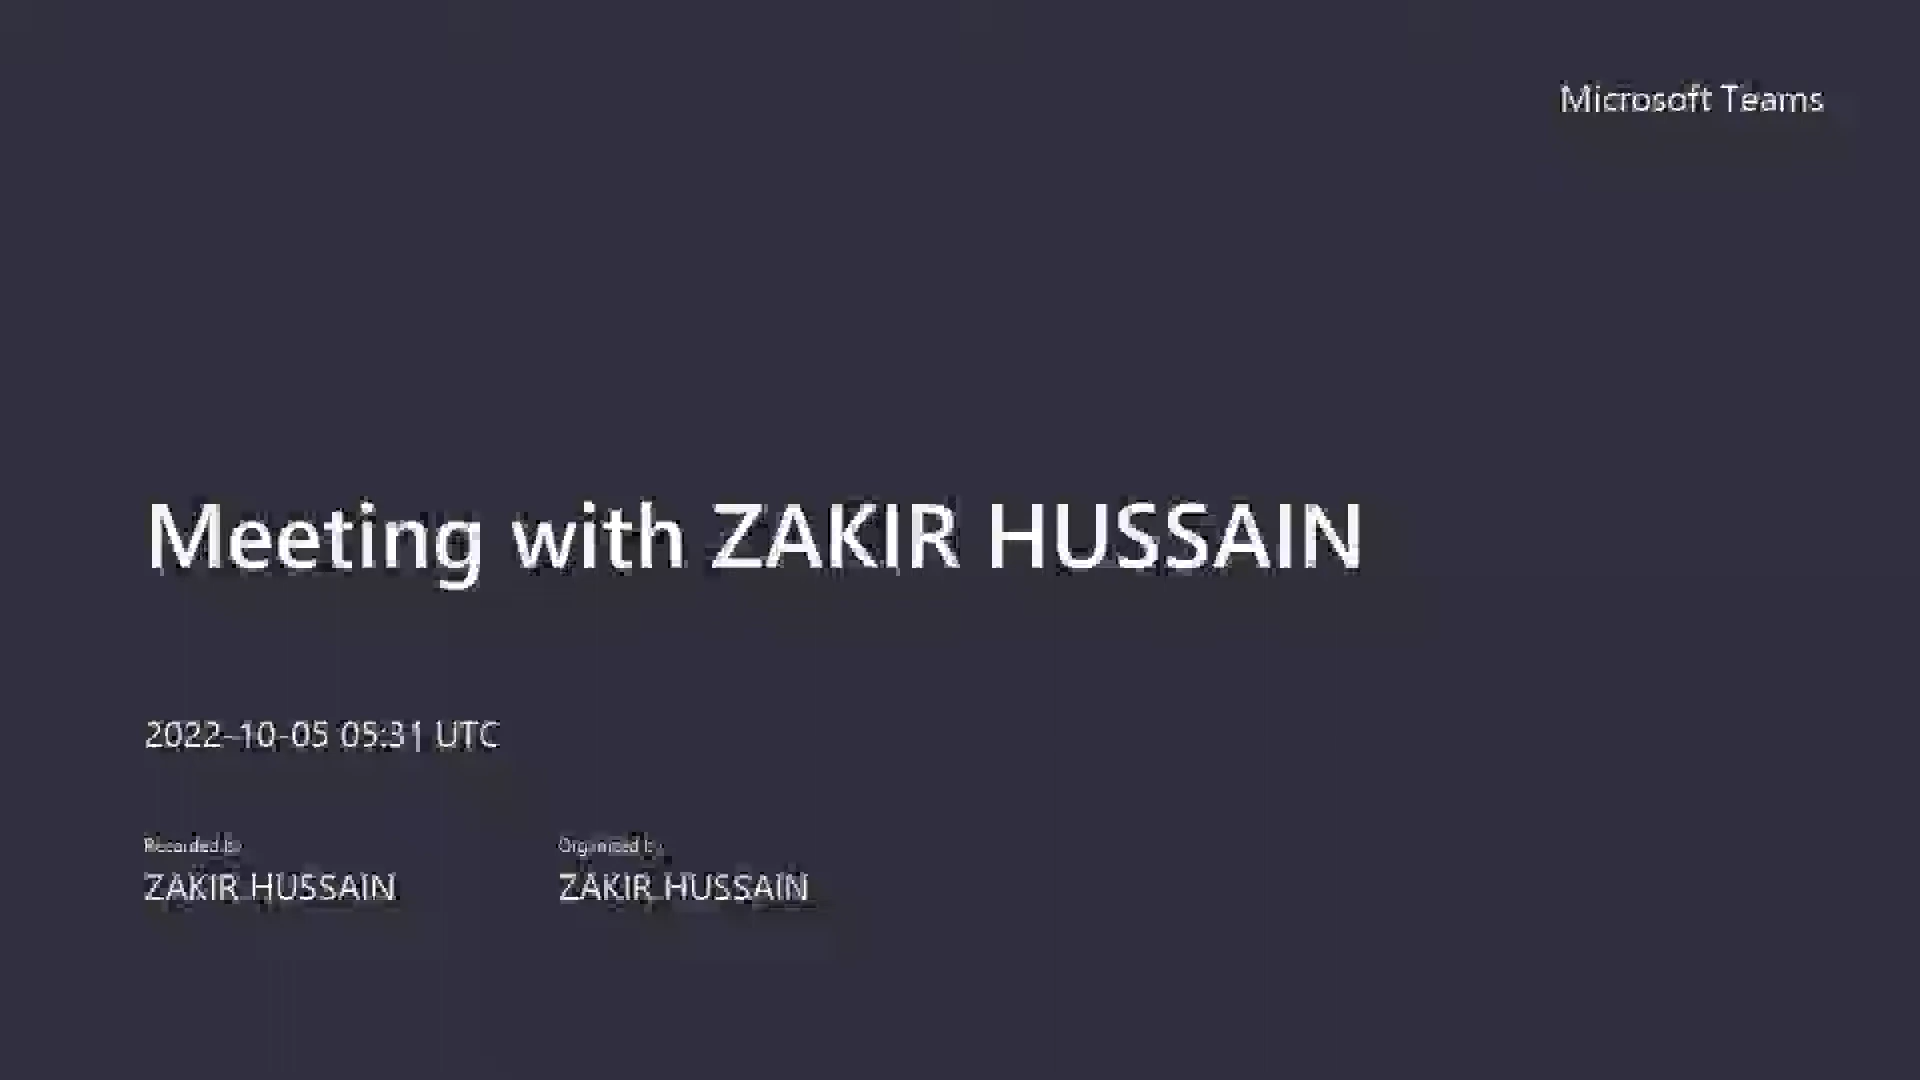 Microsoft Teams
Meeting with ZAKIR HUSSAIN
2022-10-05 05:31 UTC
Recorded by
Organized by
ZAKIR HUSSAIN
ZAKIR HUSSAIN